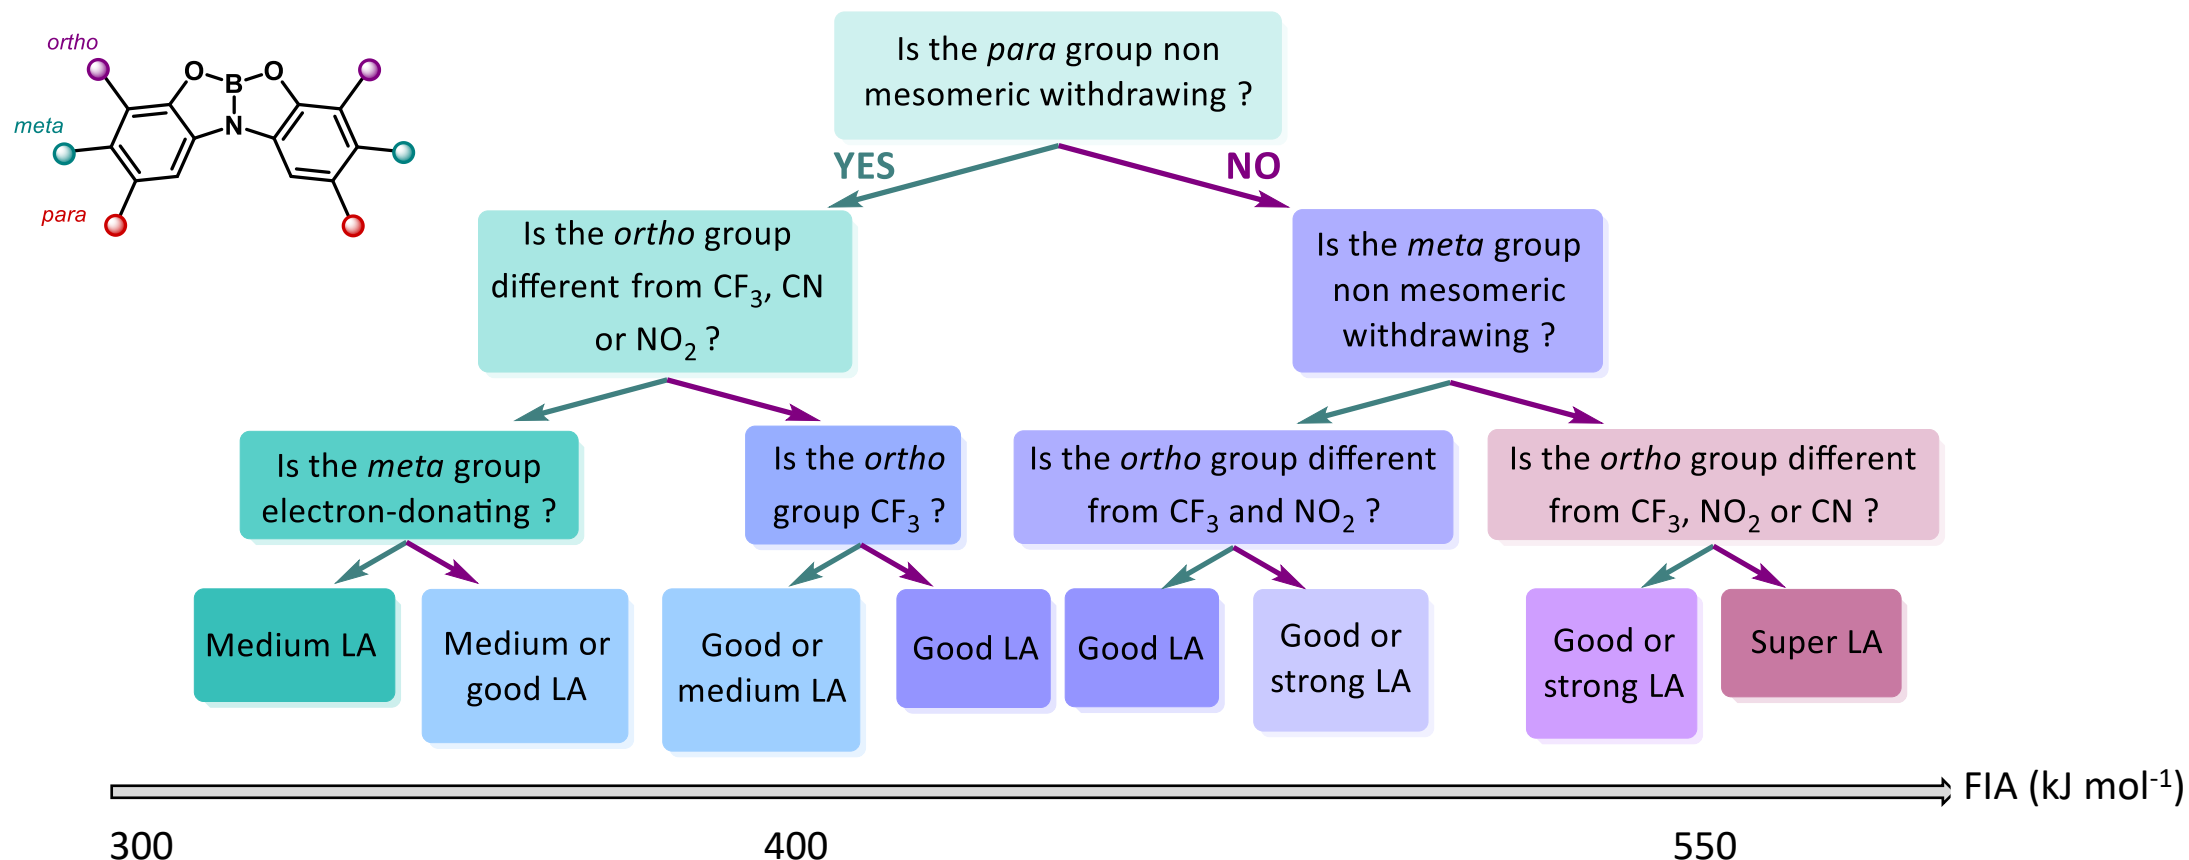 ortho
meta
para
O
B
O
N
Is the para group non
mesomeric withdrawing ?
YES
NO
Is the ortho group
different from CF3, CN
or NO2 ?
Is the meta group
non mesomeric
withdrawing ?
Is the meta group
electron-donating ?
Is the ortho
group CF3 ?
Is the ortho group different
from CF3 and NO2 ?
Is the ortho group different
from CF3, NO2 or CN ?
Medium LA
Medium or
good LA
Good or
medium LA
Good LA
Good LA
Good or
strong LA
Good or
strong LA
Super LA
FIA (kJ mol-1)
300
400
550